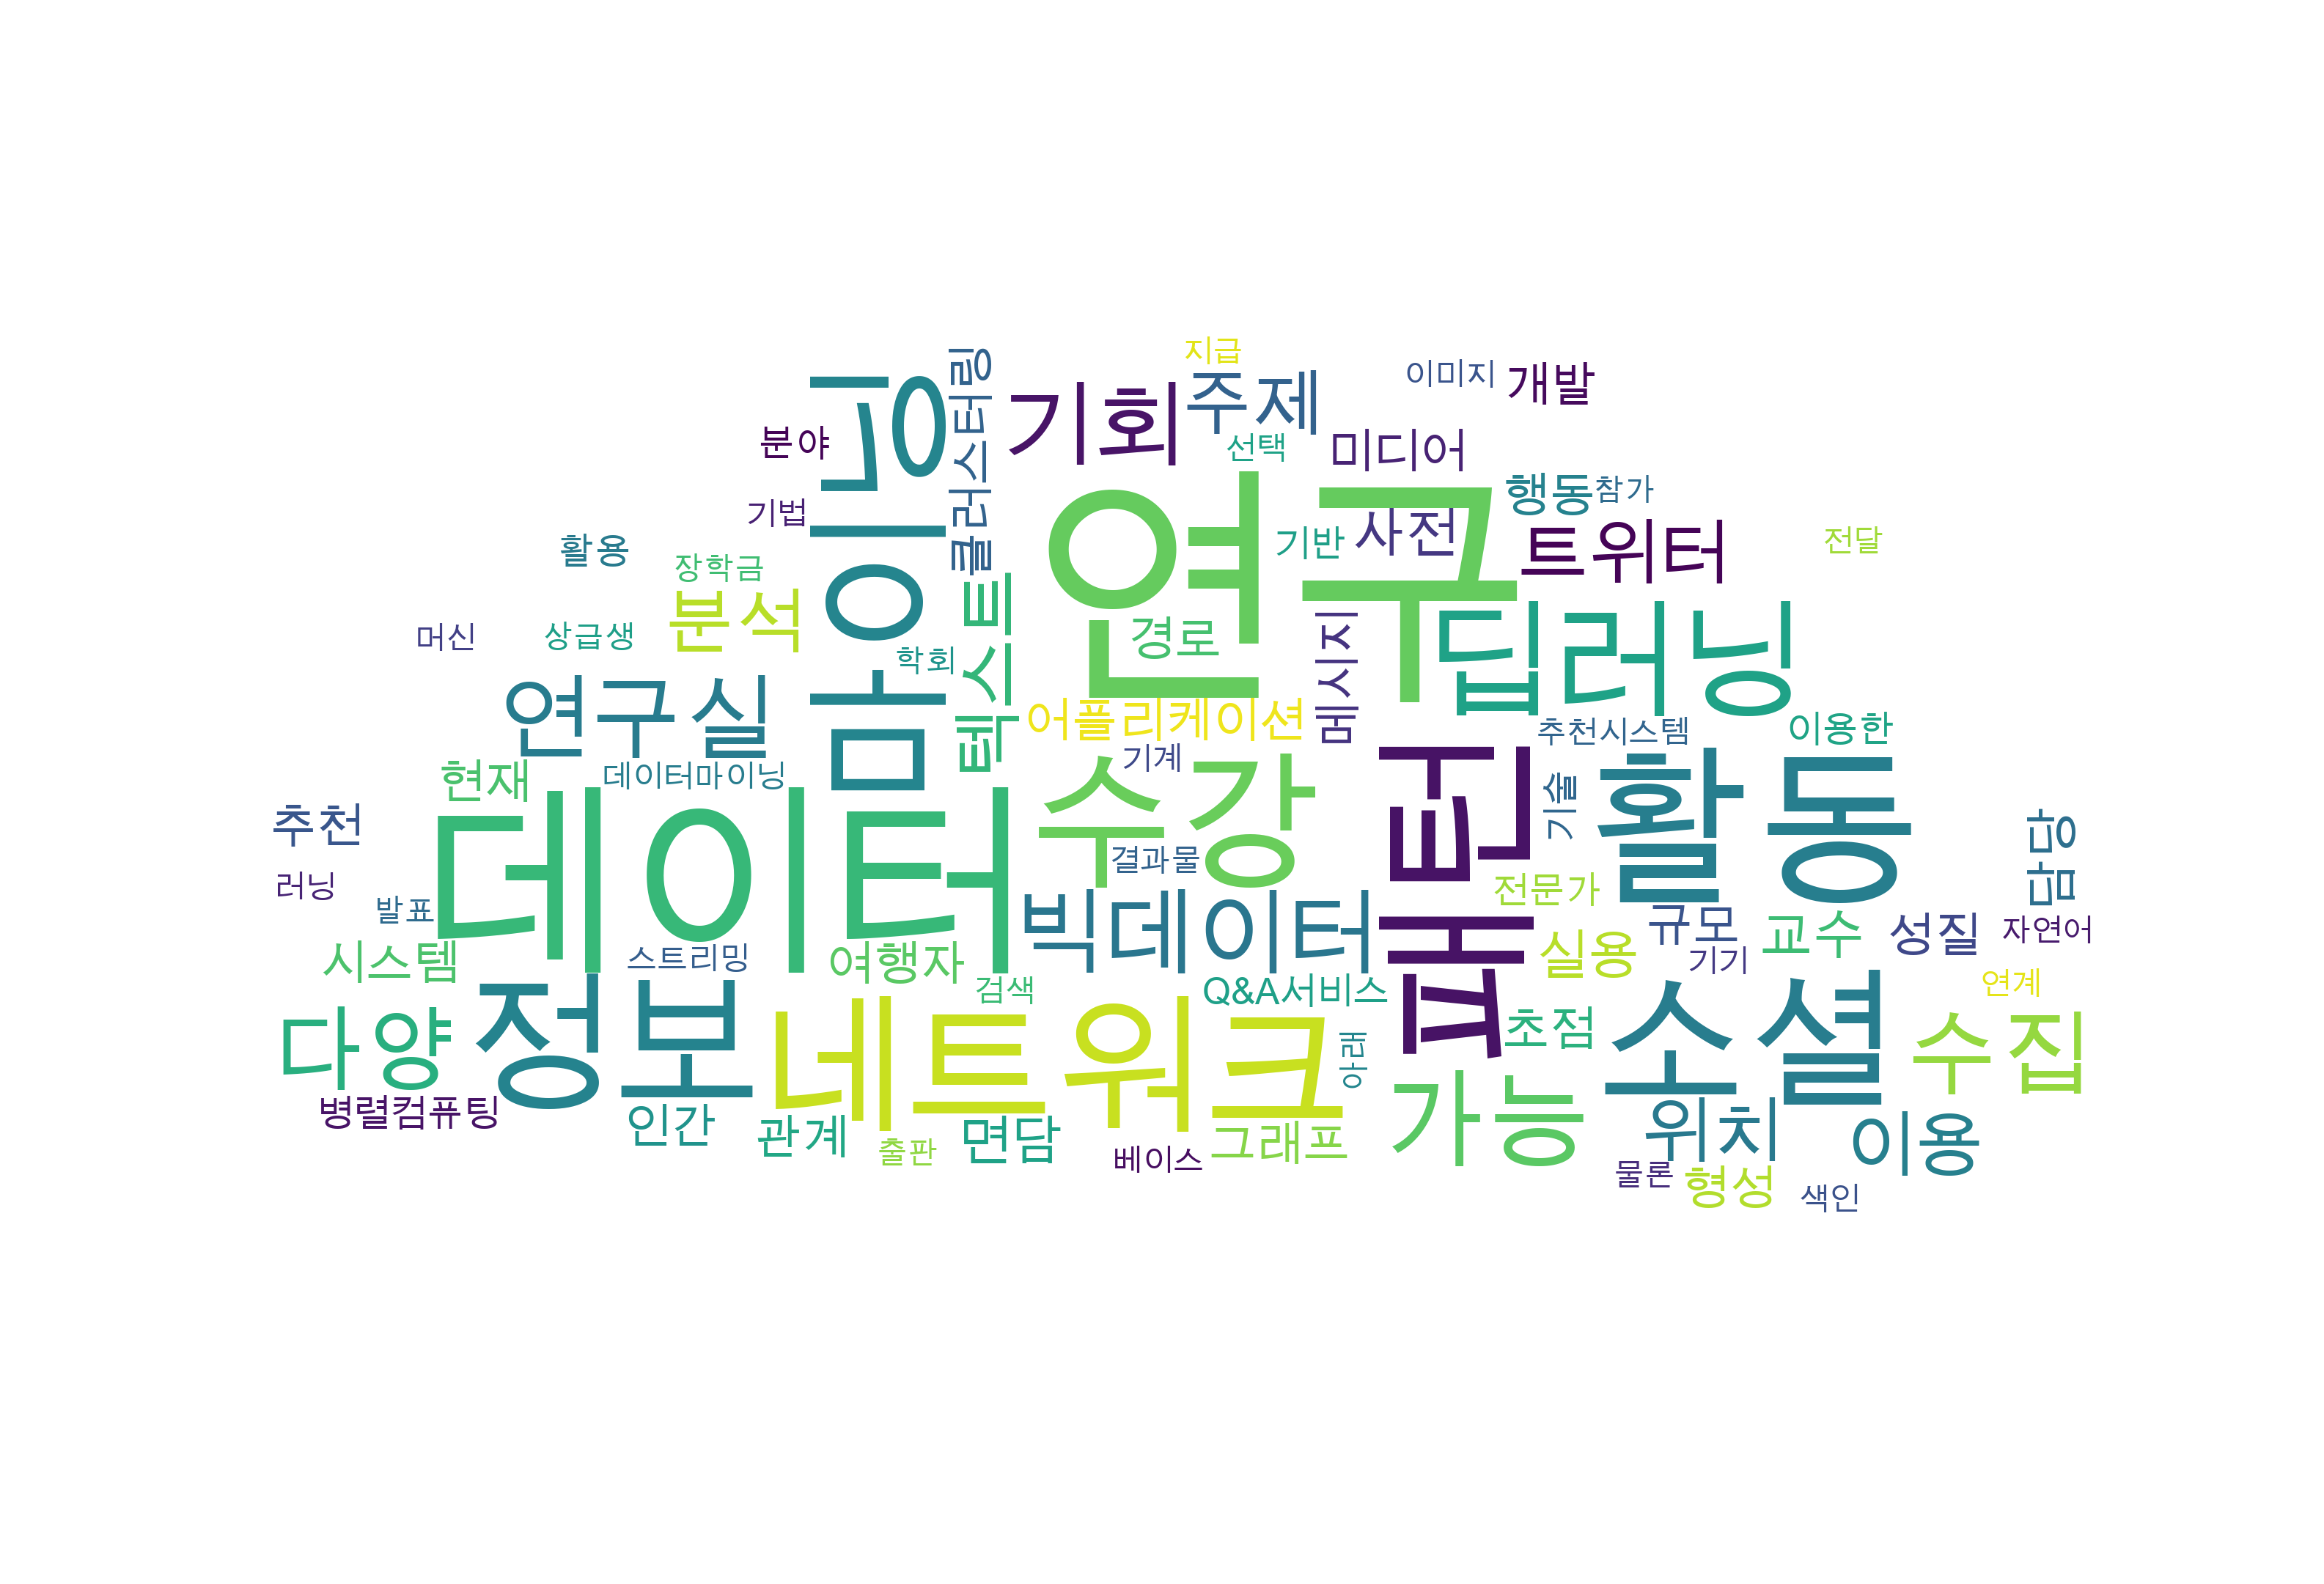 지급
이미지
개발
주제
기회
클러스터링
마이닝
분야
선택
미디어
행동
참가
기법
사전
기반
트위터
전달
활용
장학금
연구
분석
머신
상급생
학회
텍스트
경로
메시지
딥러닝
연구실
어플리케이션
추천시스템
이용한
기계
현재
데이터마이닝
수강
패턴
기술
활동
추천
데이터
결과물
담당
러닝
발표
빅데이터
전문가
규모
교수
성질
자연어
시스템
스트리밍
여행자
실용
기기
검색
Q&A서비스
연계
다양
정보
네트워크
아래
초점
소셜
수집
병렬컴퓨팅
인간
관계
출판
면담
베이스
그래프
가능
위치
이용
물론
형성
색인